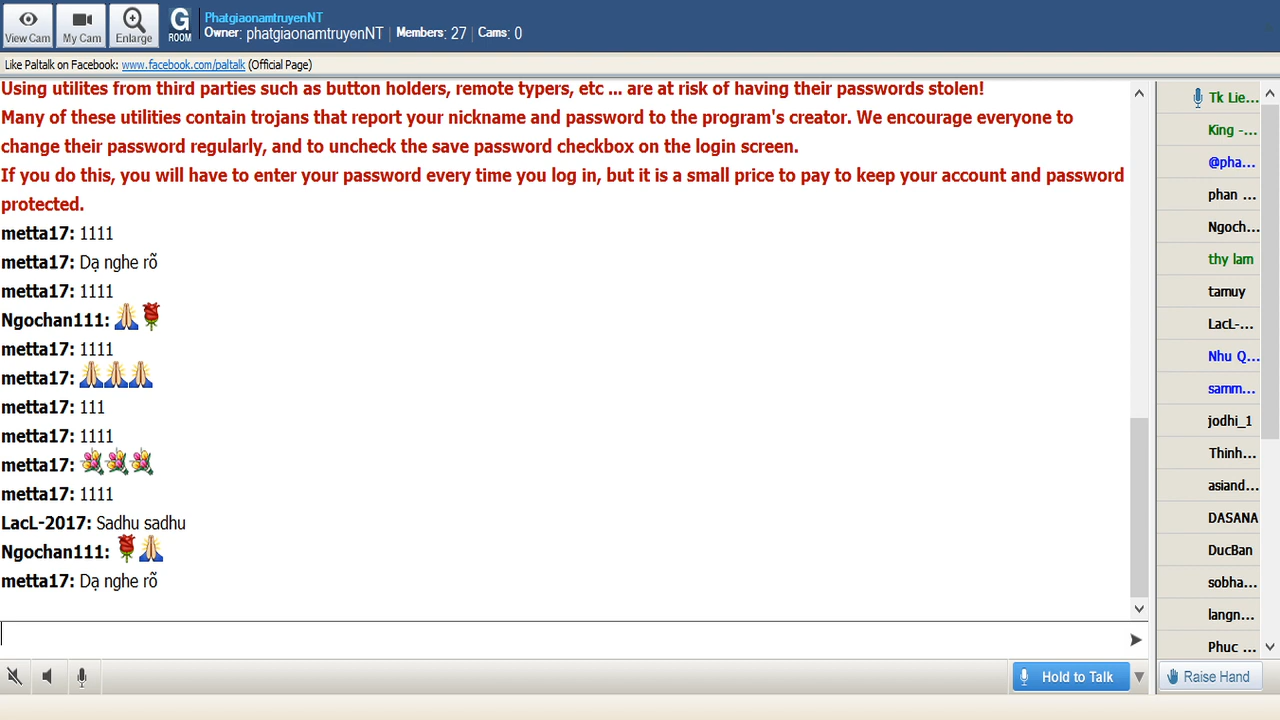 View Cam
My Cam
Enlarge
G
ROOM
PhatgiaonamtruyenNT
Owner: phatgiaonamtruyenNT | Members: 27 | Cams: 0
Like Paltalk on Facebook: www.facebook.com/paltalk (Official Page)
Using utilites from third parties such as button holders, remote typers, etc ... are at risk of having their passwords stolen!
Many of these utilities contain trojans that report your nickname and password to the program's creator. We encourage everyone to
change their password regularly, and to uncheck the save password checkbox on the login screen.
If you do this, you will have to enter your password every time you log in, but it is a small price to pay to keep your account and password
protected.
metta17: 1111
metta17: Dạ nghe rõ
metta17: 1111
Ngochan111: 🙏🌹
metta17: 1111
metta17: 🙏🙏🙏
metta17: 111
metta17: 1111
metta17: 💐💐💐
metta17: 1111
LacL-2017: Sadhu sadhu
Ngochan111: 🌹🙏
metta17: Dạ nghe rõ
Tk Lie...
King -...
@pha...
phan ...
Ngoch...
thy lam
tamuy
LacL-...
Nhu Q...
samm...
jodhi_1
Thinh...
asiand...
DASANA
DucBan
sobha...
langn...
Phuc ...
Hold to Talk
Raise Hand